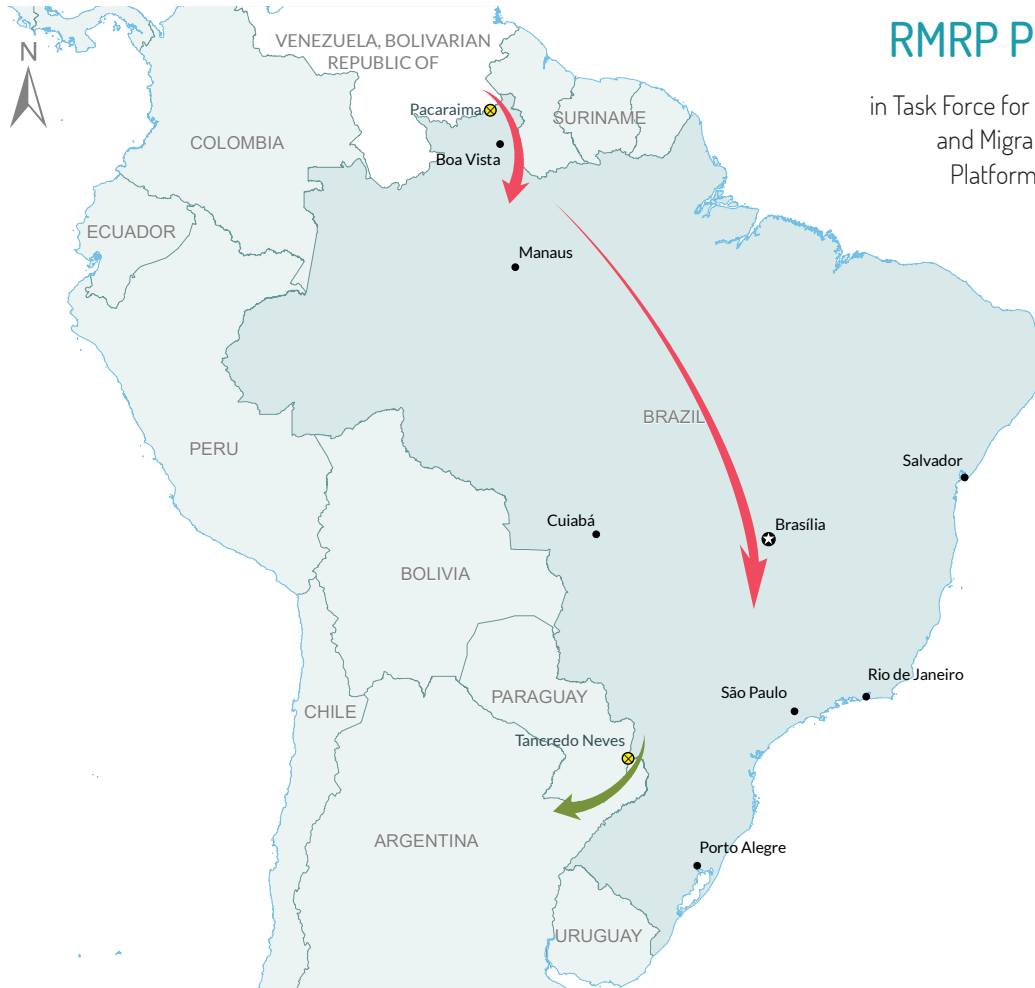 RMRP P
in Task Force for
and Migra
Platform
N
VENEZUELA, BOLIVARIAN
REPUBLIC OF
Pacaraima
SURINAME
COLOMBIA
Boa Vista
ECUADOR
Manaus
BRAZIL
PERU
Salvador
Cuiabá
Brasília
BOLIVIA
Rio de Janeiro
São Paulo
PARAGUAY
CHILE
Tancredo Neves
ARGENTINA
Porto Alegre
URUGUAY